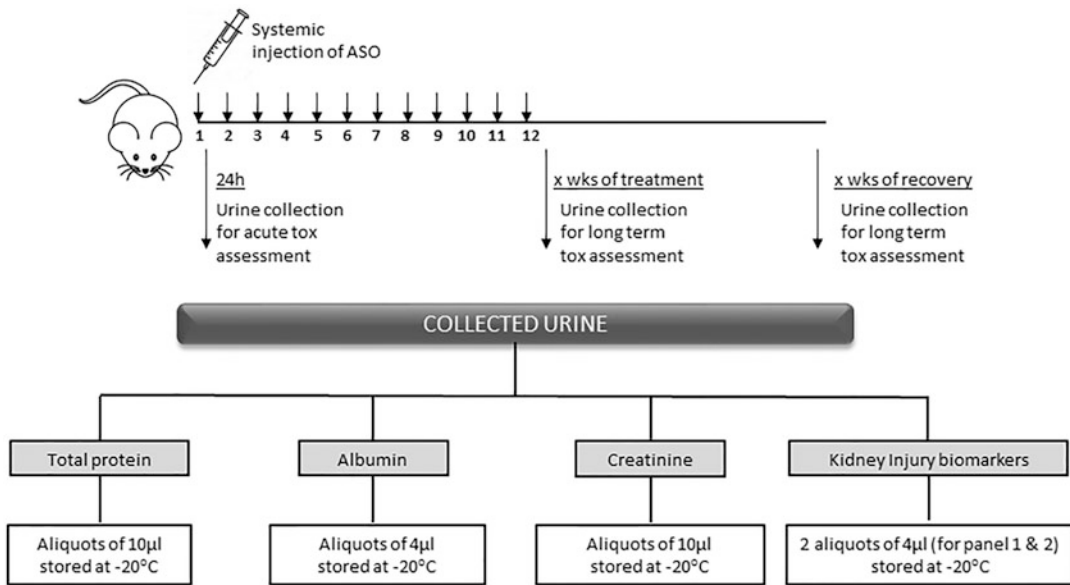 Systemic
injection of ASO
1 2 3 4 5 6 7 8 9 10 11 12
24h
Urine collection
for acute tox
assessment
x wks of treatment
Urine collection
for long term
tox assessment
x wks of recovery
Urine collection
for long term
tox assessment
COLLECTED URINE
Total protein
Albumin
Creatinine
Kidney Injury biomarkers
Aliquots of 10µl
stored at -20°C
Aliquots of 4µl
stored at -20°C
Aliquots of 10µl
stored at -20°C
2 aliquots of 4µl (for panel 1 & 2)
stored at -20°C